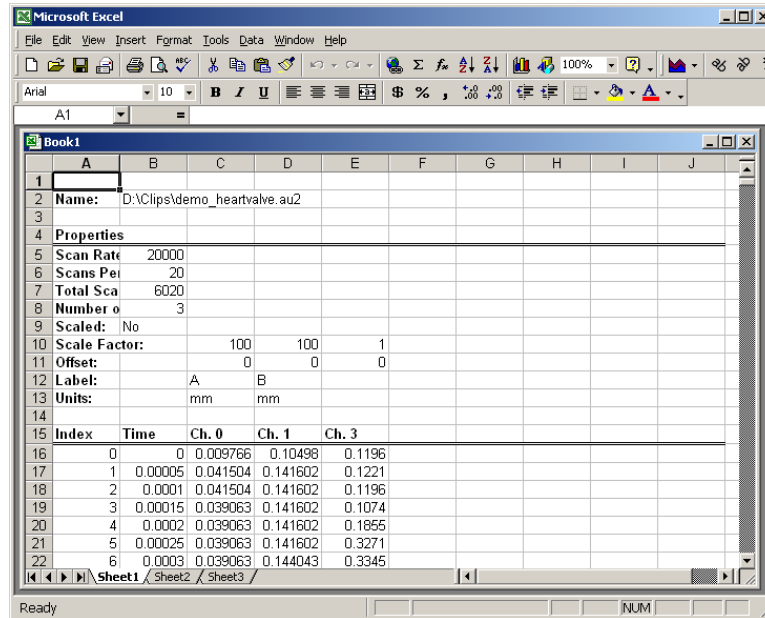 Microsoft Excel
File Edit View Insert Format Tools Data Window Help
100%
Arial 10 B I U $ % ,
A1 =
Book1
A B C D E F G H I J
1
2 Name: D:\Clips\demo_heartvalve.au2
3
4 Properties
5 Scan Rate 20000
6 Scans Per 20
7 Total Sca 6020
8 Number o 3
9 Scaled: No
10 Scale Factor: 100 100 1
11 Offset: 0 0 0
12 Label: A B
13 Units: mm mm
14
15 Index Time Ch. 0 Ch. 1 Ch. 3
16 0 0 0.009766 0.10498 0.1196
17 1 0.00005 0.041504 0.141602 0.1221
18 2 0.0001 0.041504 0.141602 0.1196
19 3 0.00015 0.039063 0.141602 0.1074
20 4 0.0002 0.039063 0.141602 0.1855
21 5 0.00025 0.039063 0.141602 0.3271
22 6 0.0003 0.039063 0.144043 0.3345
Sheet1 Sheet2 Sheet3
Ready NUM